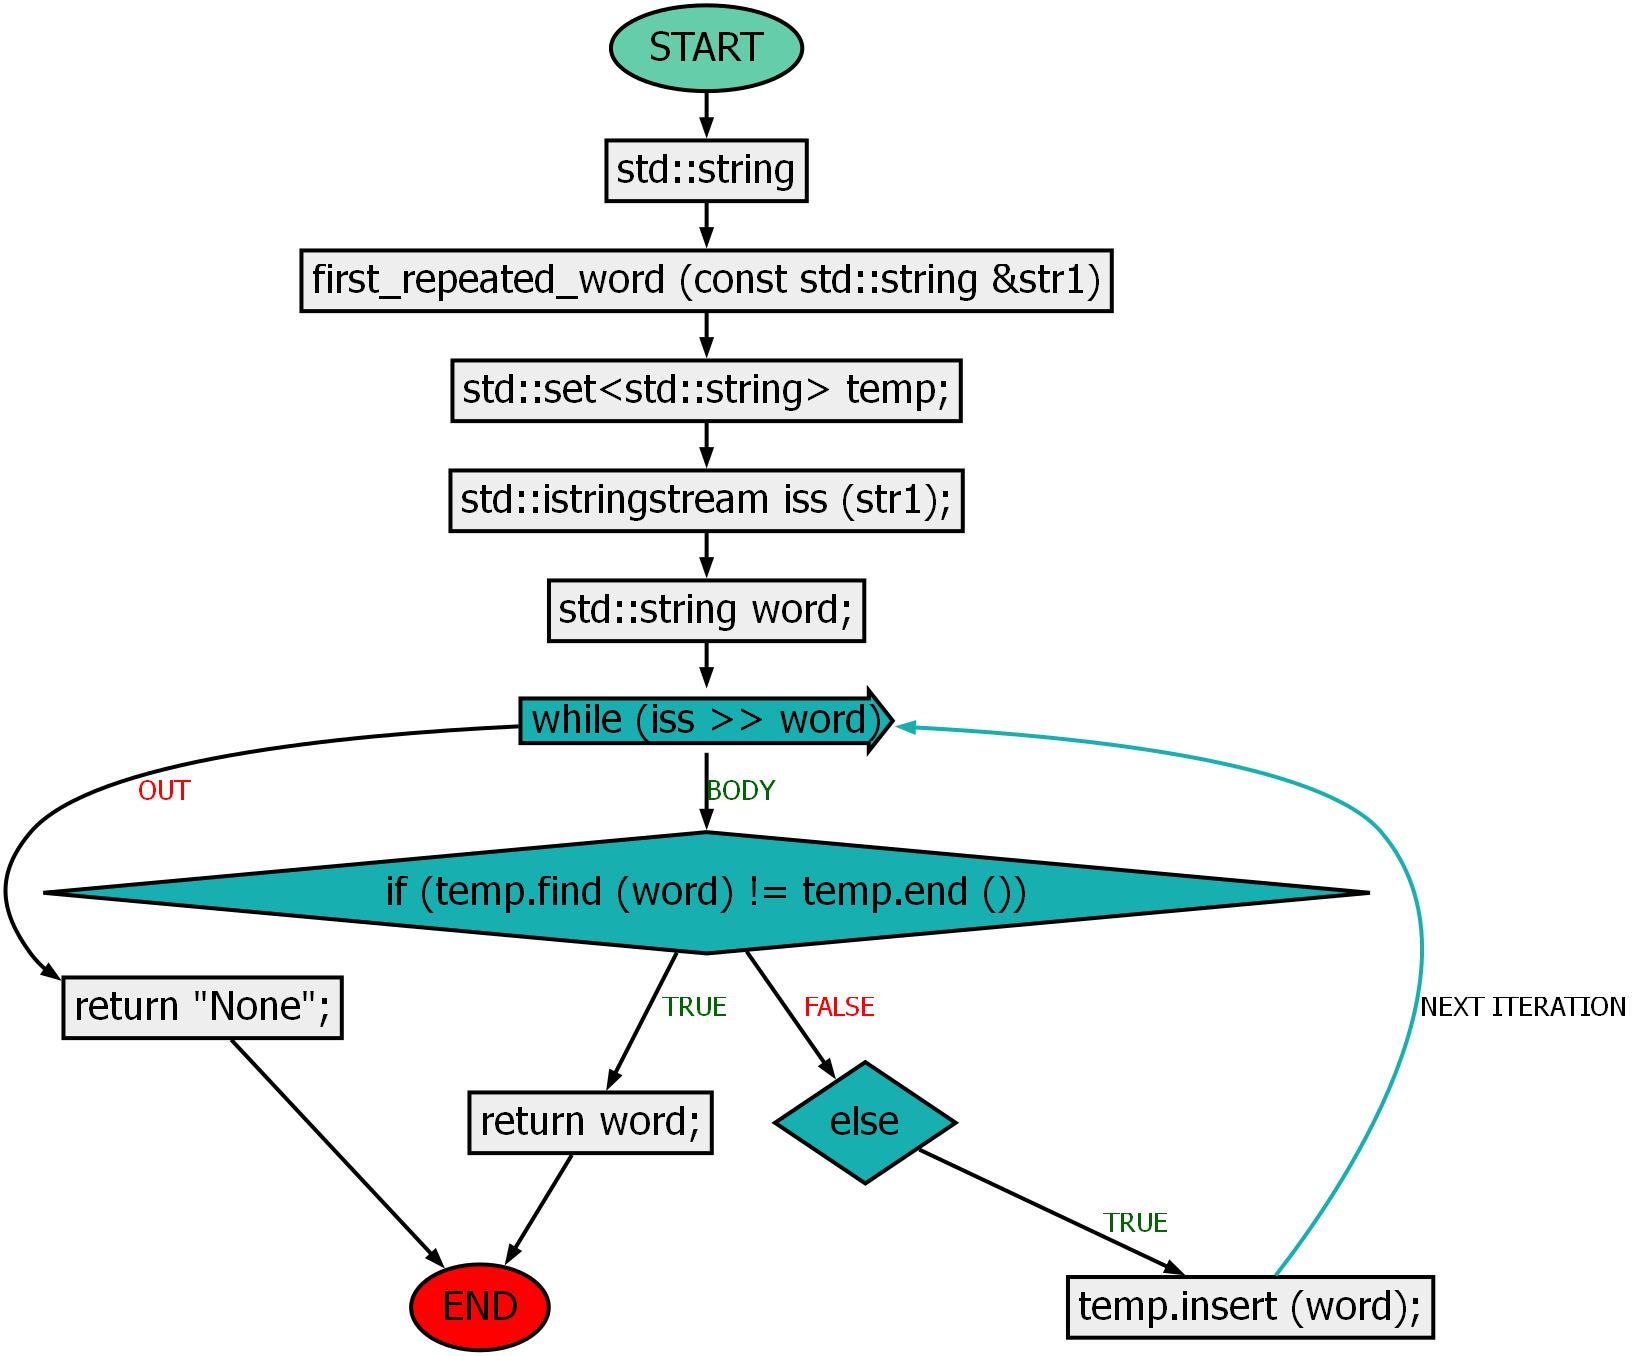 START
std::string
first_repeated_word (const std::string &str1)
std::set<std::string> temp;
std::istringstream iss (str1);
std::string word;
while (iss >> word)
OUT
BODY
if (temp.find (word) != temp.end ())
return "None";
TRUE
FALSE
NEXT ITERATION
return word;
else
TRUE
END
temp.insert (word);